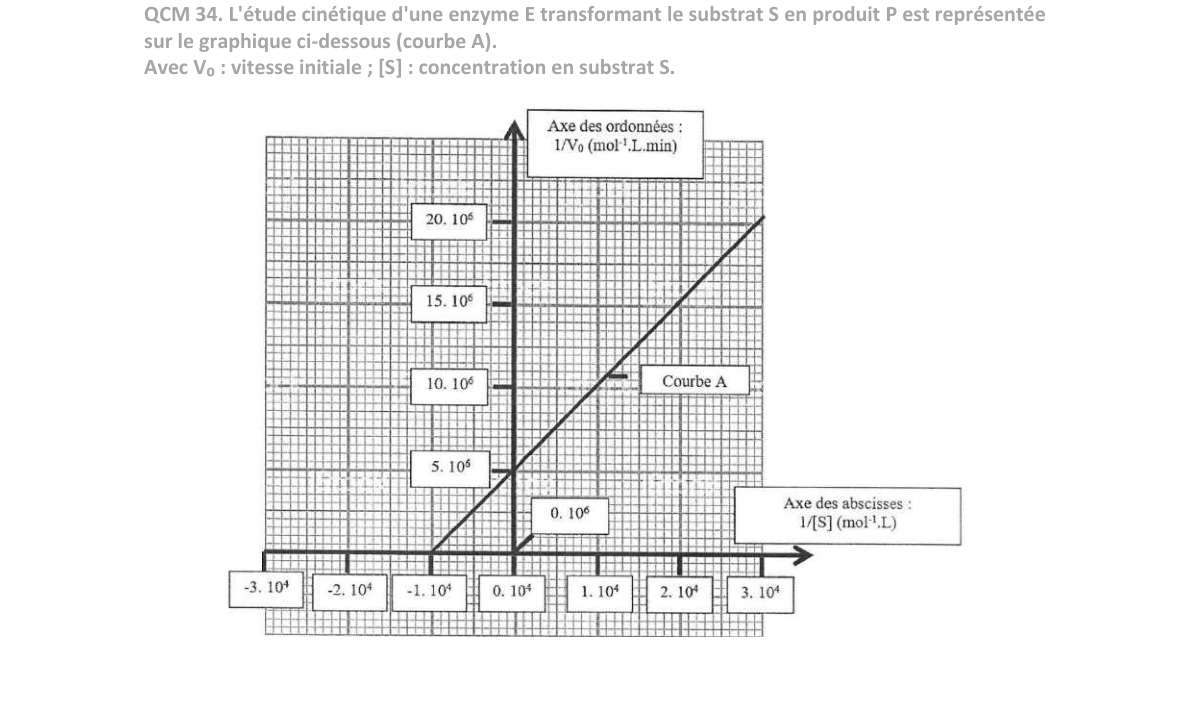 QCM 34. L'étude cinétique d'une enzyme E transformant le substrat S en produit P est représentée
sur le graphique ci-dessous (courbe A).
Avec V₀ : vitesse initiale ; [S] : concentration en substrat S.
Axe des ordonnées :
1/V₀ (mol⁻¹.L.min)
20. 10⁶
15. 10⁶
10. 10⁶
Courbe A
5. 10⁶
0. 10⁶
Axe des abscisses :
1/[S] (mol⁻¹.L)
-3. 10⁴
-2. 10⁴
-1. 10⁴
0. 10⁴
1. 10⁴
2. 10⁴
3. 10⁴